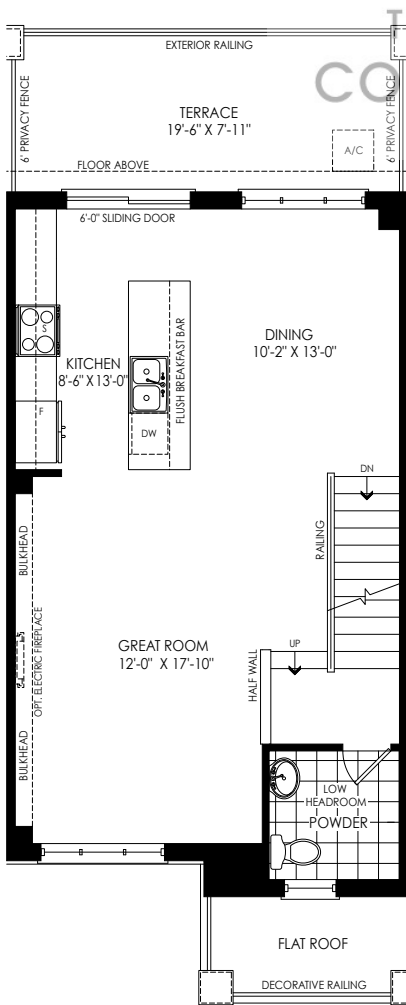 T
CO
EXTERIOR RAILING
6' PRIVACY FENCE
TERRACE
19'-6" X 7'-11"
6' PRIVACY FENCE
A/C
FLOOR ABOVE
6'-0" SLIDING DOOR
S
KITCHEN
8'-6" X 13'-0"
FLUSH BREAKFAST BAR
DINING
10'-2" X 13'-0"
F
DW
DN
RAILING
BULKHEAD
OPT. ELECTRIC FIREPLACE
GREAT ROOM
12'-0" X 17'-10"
HALF WALL
UP
BULKHEAD
LOW
HEADROOM
POWDER
FLAT ROOF
DECORATIVE RAILING